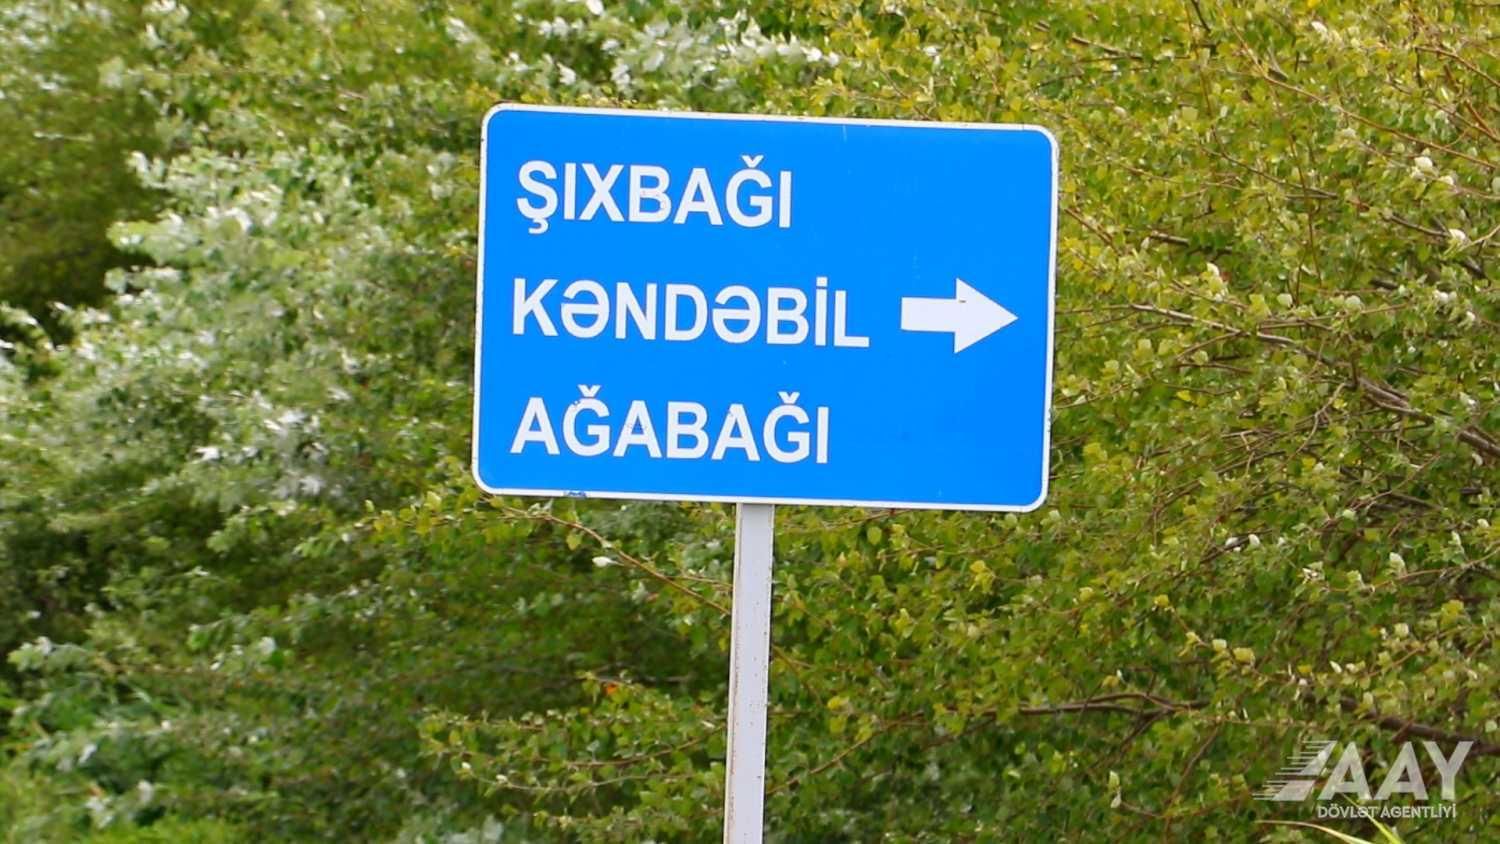 ŞIXBAĞI
KƏNDƏBİL
AĞABAĞI
AAY
DÖVLƏT AGENTLİYİ